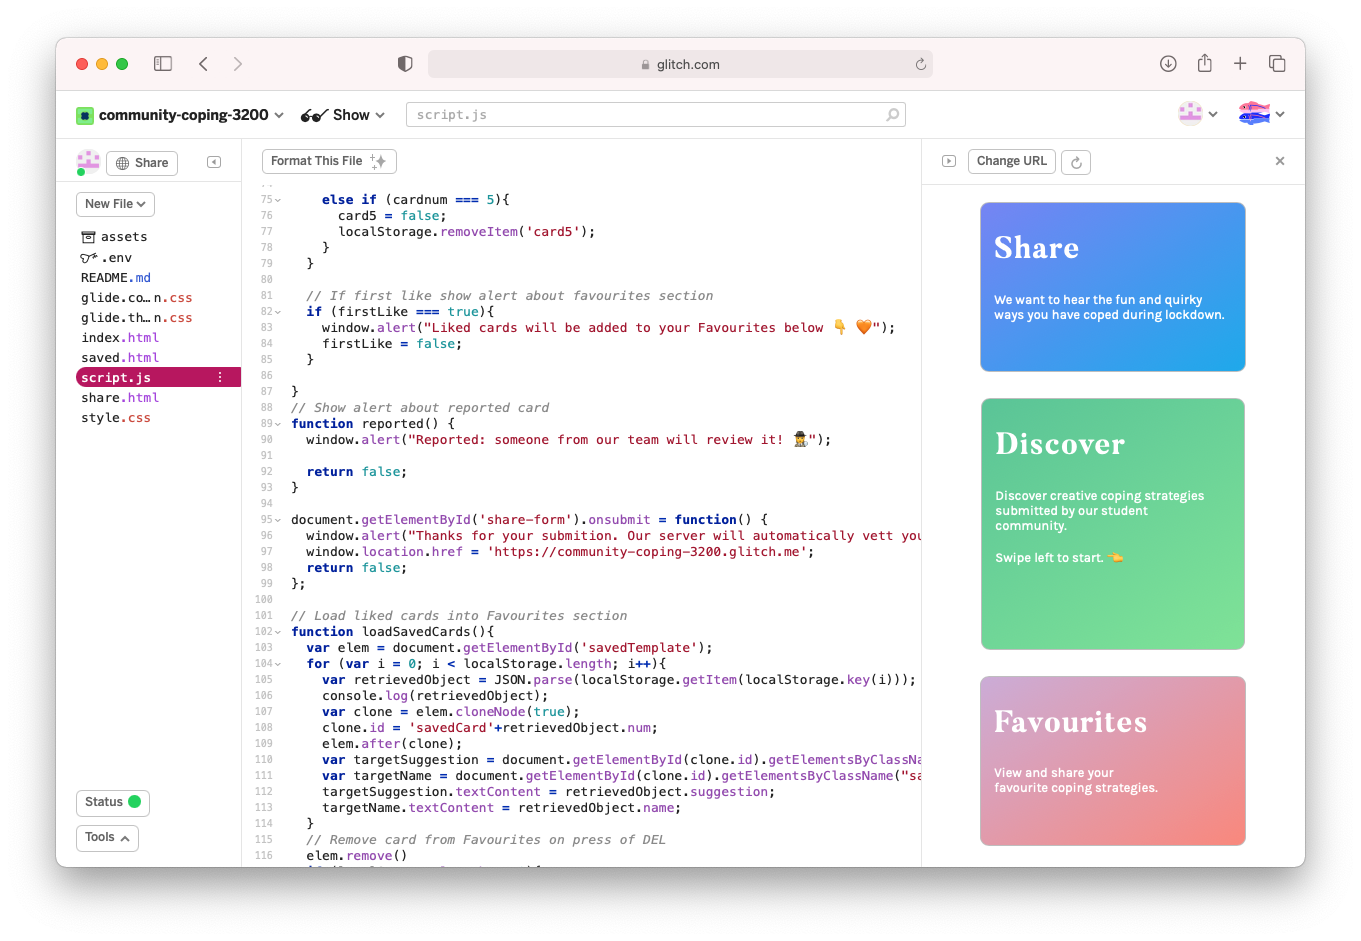 glitch.com
community-coping-3200
Show
script.js
Share
Format This File
Change URL
New File
assets
.env
README.md
glide.co…n.css
glide.th…n.css
index.html
saved.html
script.js
share.html
style.css
Status
Tools
75 else if (cardnum === 5){
76 card5 = false;
77 localStorage.removeItem('card5');
78 }
79 }
80
81 // If first like show alert about favourites section
82 if (firstLike === true){
83 window.alert("Liked cards will be added to your Favourites below 👇 🧡");
84 firstLike = false;
85 }
86
87 }
88 // Show alert about reported card
89 function reported() {
90 window.alert("Reported: someone from our team will review it! 🕵️");
91
92 return false;
93 }
94
95 document.getElementById('share-form').onsubmit = function() {
96 window.alert("Thanks for your submition. Our server will automatically vett you
97 window.location.href = 'https://community-coping-3200.glitch.me';
98 return false;
99 };
100
101 // Load liked cards into Favourites section
102 function loadSavedCards(){
103 var elem = document.getElementById('savedTemplate');
104 for (var i = 0; i < localStorage.length; i++){
105 var retrievedObject = JSON.parse(localStorage.getItem(localStorage.key(i)));
106 console.log(retrievedObject);
107 var clone = elem.cloneNode(true);
108 clone.id = 'savedCard'+retrievedObject.num;
109 elem.after(clone);
110 var targetSuggestion = document.getElementById(clone.id).getElementsByClassNa
111 var targetName = document.getElementById(clone.id).getElementsByClassName("sa
112 targetSuggestion.textContent = retrievedObject.suggestion;
113 targetName.textContent = retrievedObject.name;
114 }
115 // Remove card from Favourites on press of DEL
116 elem.remove()
Share
We want to hear the fun and quirky
ways you have coped during lockdown.
Discover
Discover creative coping strategies
submitted by our student
community.
Swipe left to start. 👈
Favourites
View and share your
favourite coping strategies.